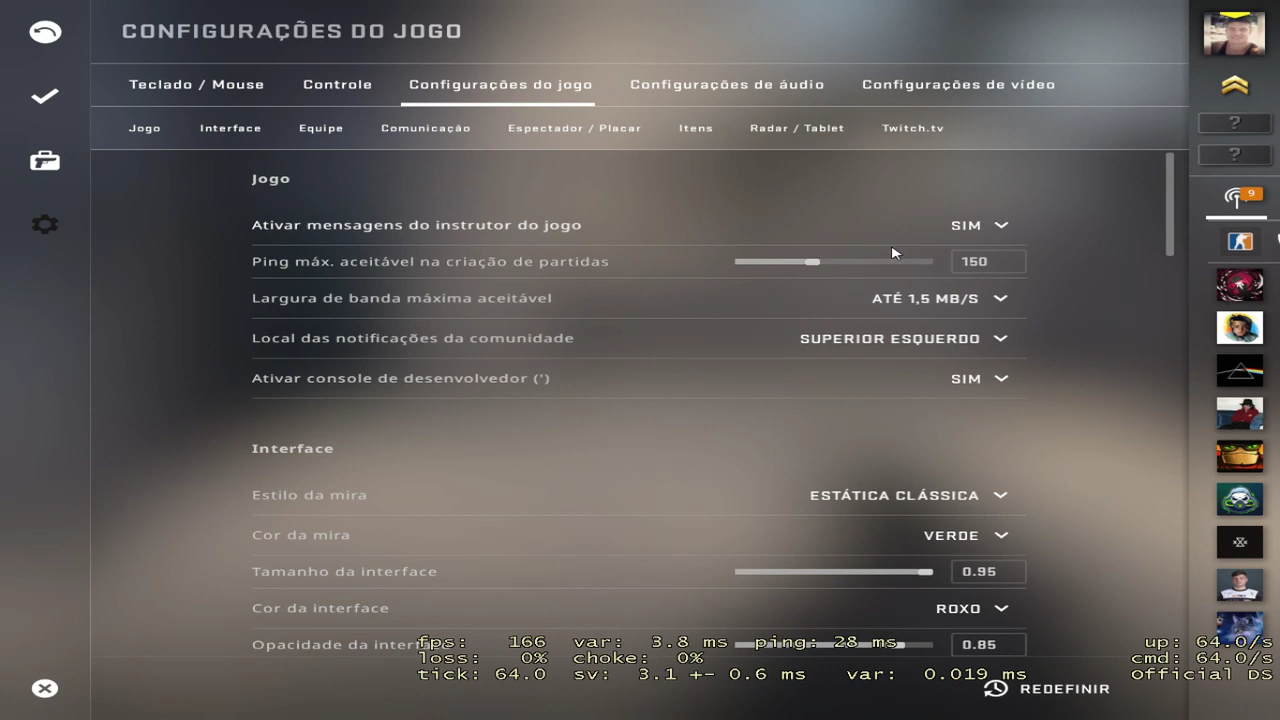 CONFIGURAÇÕES DO JOGO
Teclado / Mouse Controle Configurações do jogo Configurações de áudio Configurações de vídeo
Jogo Interface Equipe Comunicação Espectador / Placar Itens Radar / Tablet Twitch.tv
?
?
9
Jogo
Ativar mensagens do instrutor do jogo SIM
Ping máx. aceitável na criação de partidas 150
Largura de banda máxima aceitável ATÉ 1,5 MB/S
Local das notificações da comunidade SUPERIOR ESQUERDO
Ativar console de desenvolvedor (') SIM
Interface
Estilo da mira ESTÁTICA CLÁSSICA
Cor da mira VERDE
Tamanho da interface 0.95
Cor da interface ROXO
Opacidade da interf 0.85
fps: 166 var: 3.8 ms ping: 28 ms up: 64.0/s
loss: 0% choke: 0% cmd: 64.0/s
tick: 64.0 sv: 3.1 +- 0.6 ms var: 0.019 ms Official DS
REDEFINIR